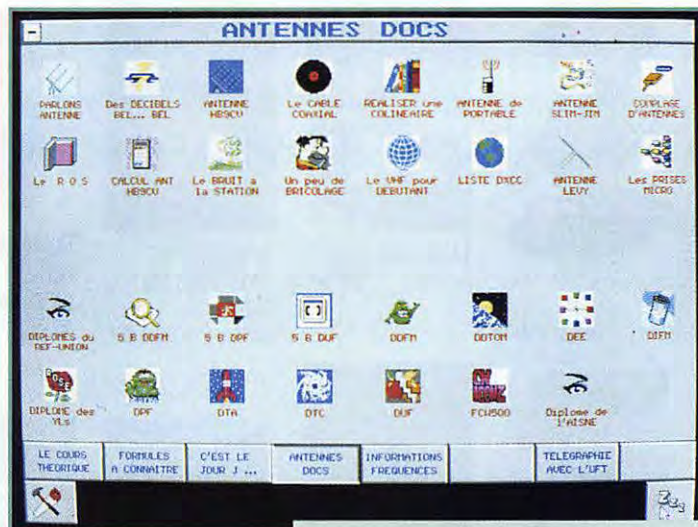 ANTENNES DOCS
PARLONS ANTENNE
Des DECIBELS BEL... BEL
ANTENNE HB9CV
Le CABLE COAXIAL
REALISER une COLINEAIRE
ANTENNE de PORTABLE
ANTENNE SLIM-JIM
COUPLAGE D'ANTENNES
Le R O S
CALCUL ANT HB9CV
Le BRUIT a la STATION
Un peu de BRICOLAGE
Le VHF pour DEBUTANT
LISTE DXCC
ANTENNE LEVY
Les PRISES MICRO
DIPLOMES du REF-UNION
5 B DDFM
5 B DPF
5 B DUF
DDFM
DDTOM
DEE
DIFM
DIPLOME des YLs
DPF
DTA
DTC
DUF
FCW500
Diplome de l'AISNE
LE COURS THEORIQUE
FORMULES A CONNAITRE
C'EST LE JOUR J ...
ANTENNES DOCS
INFORMATIONS FREQUENCES
TELEGRAPHIE AVEC L'UFT